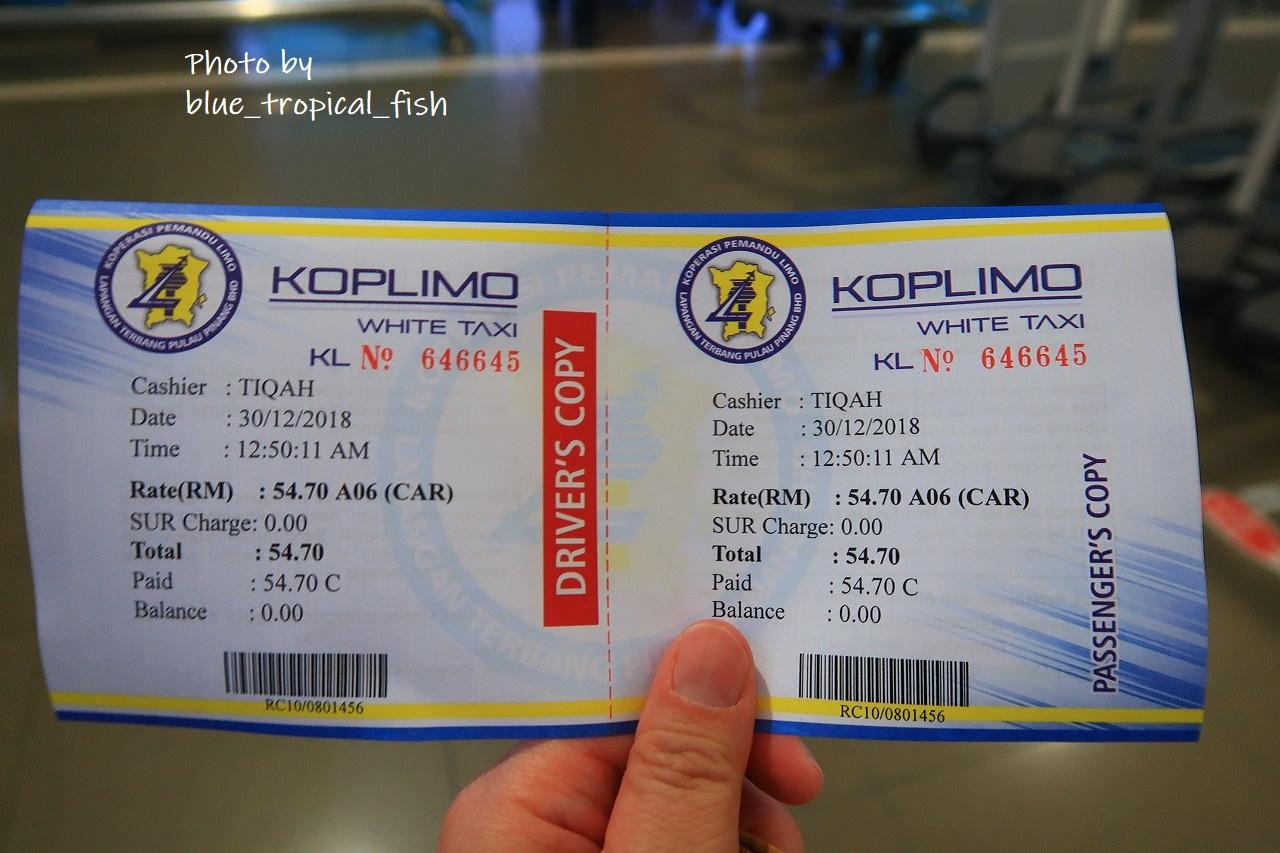 Photo by
blue_tropical_fish
KOPERASI PEMANDU LIMO
LAPANGAN TERBANG PULAU PINANG BHD
KOPLIMO
WHITE TAXI
KL Nº 646645
Cashier : TIQAH
Date : 30/12/2018
Time : 12:50:11 AM
Rate(RM) : 54.70 A06 (CAR)
SUR Charge: 0.00
Total : 54.70
Paid : 54.70 C
Balance : 0.00
RC10/0801456
DRIVER'S COPY
KOPERASI PEMANDU LIMO
LAPANGAN TERBANG PULAU PINANG BHD
KOPLIMO
WHITE TAXI
KL Nº 646645
Cashier : TIQAH
Date : 30/12/2018
Time : 12:50:11 AM
Rate(RM) : 54.70 A06 (CAR)
SUR Charge: 0.00
Total : 54.70
Paid : 54.70 C
Balance : 0.00
RC10/0801456
PASSENGER'S COPY